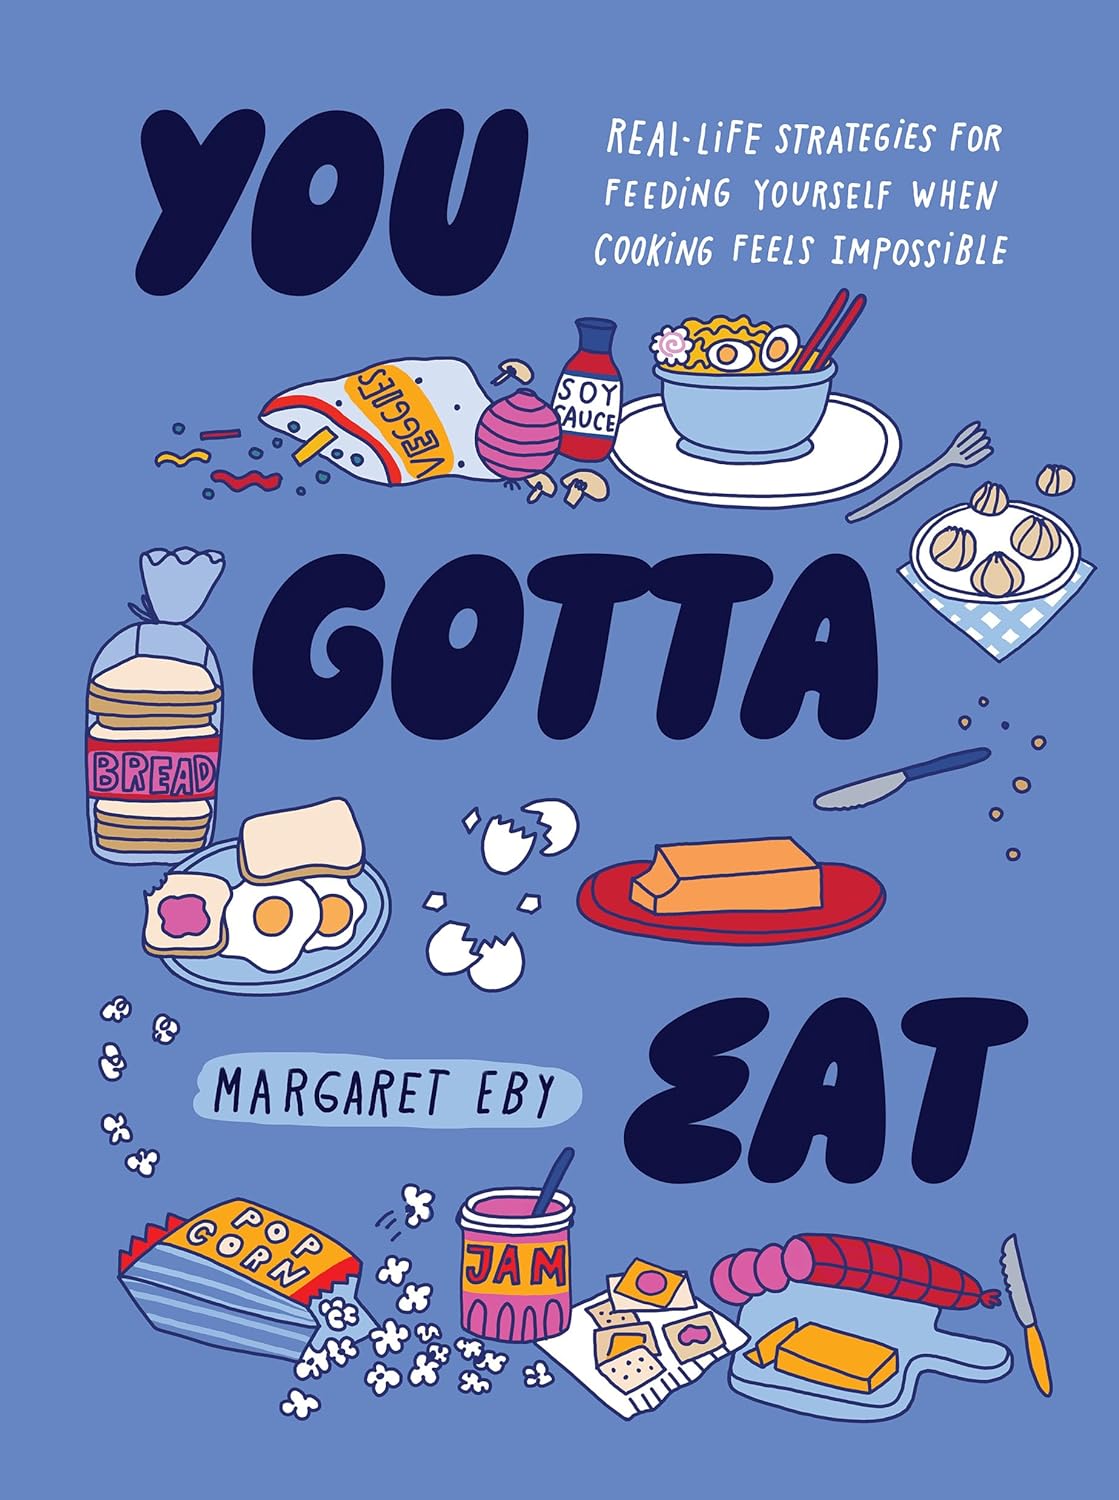 YOU
REAL-LiFE STRATEGiES FOR
FEEDiNG YOURSELF WHEN
COOKiNG FEELS IMPOSSiBLE
VEGGIES
SOY
SAUCE
GOTTA
BREAD
EAT
MARGARET EBY
POP
CORN
JAM